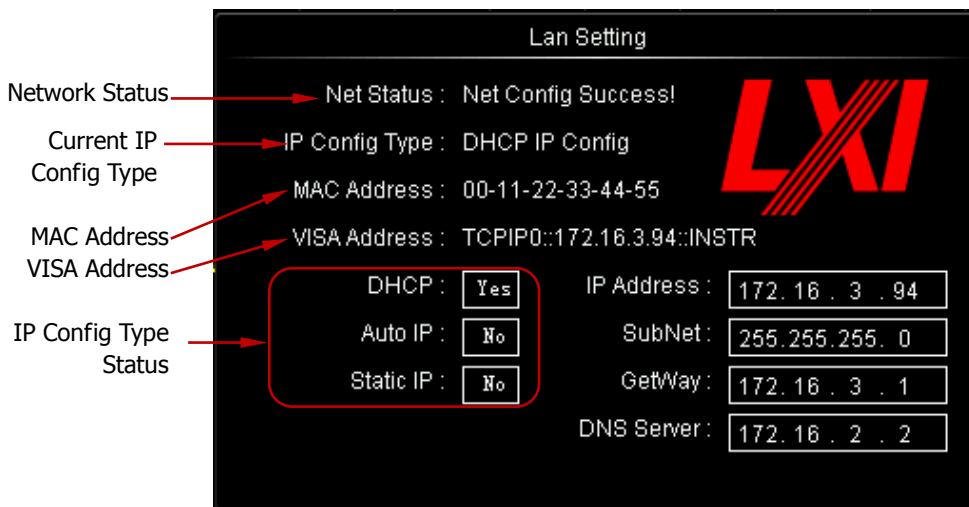 Lan Setting
Network Status
Net Status : Net Config Success!
Current IP
Config Type
IP Config Type : DHCP IP Config
MAC Address : 00-11-22-33-44-55
MAC Address
VISA Address : TCPIP0::172.16.3.94::INSTR
VISA Address
LXI
DHCP : Yes
IP Address : 172. 16 . 3 . 94
IP Config Type
Status
Auto IP : No
SubNet : 255.255.255. 0
Static IP : No
GetWay : 172. 16 . 3 . 1
DNS Server : 172. 16 . 2 . 2